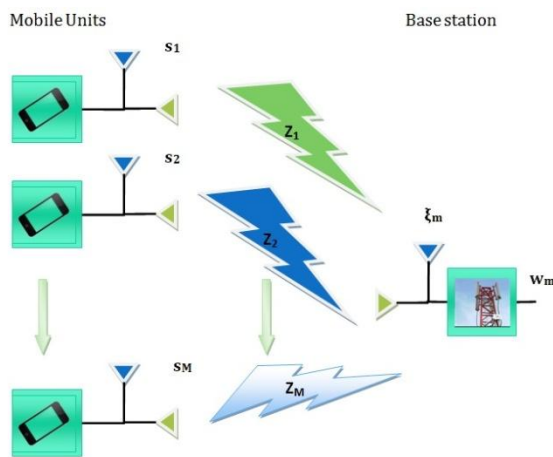 Mobile Units
Base station
s1
Z1
s2
Z2
ξm
wm
sM
ZM